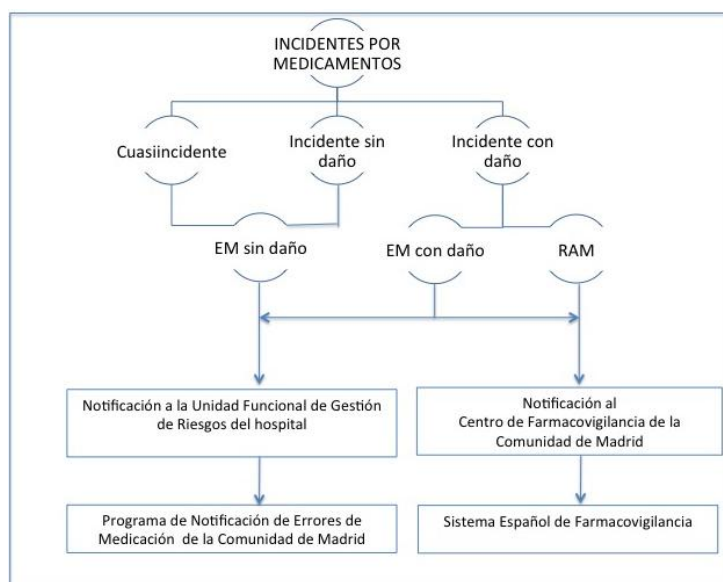 INCIDENTES POR
MEDICAMENTOS
Cuasiincidente
Incidente sin
daño
Incidente con
daño
EM sin daño
EM con daño
RAM
Notificación a la Unidad Funcional de Gestión
de Riesgos del hospital
Notificación al
Centro de Farmacovigilancia de la
Comunidad de Madrid
Programa de Notificación de Errores de
Medicación de la Comunidad de Madrid
Sistema Español de Farmacovigilancia